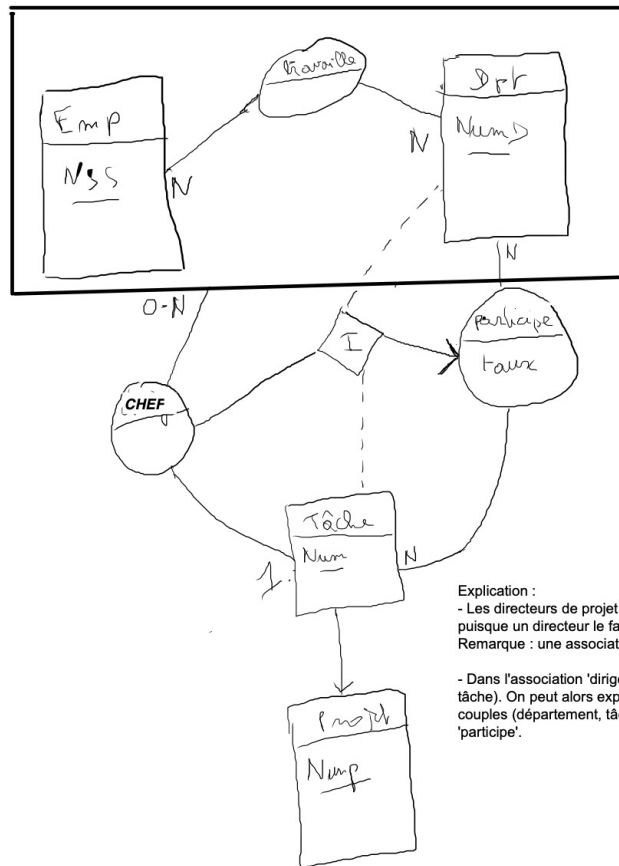 travaille
Dpt
Emp
NumD
NSS
N
N
N
0-N
participe
I
taux
CHEF
Tâche
Num
N
1
Explication :
- Les directeurs de projet
puisque un directeur le fa
Remarque : une associat
- Dans l'association 'dirige
tâche). On peut alors exp
couples (département, tâc
'participe'.
Projet
Nump